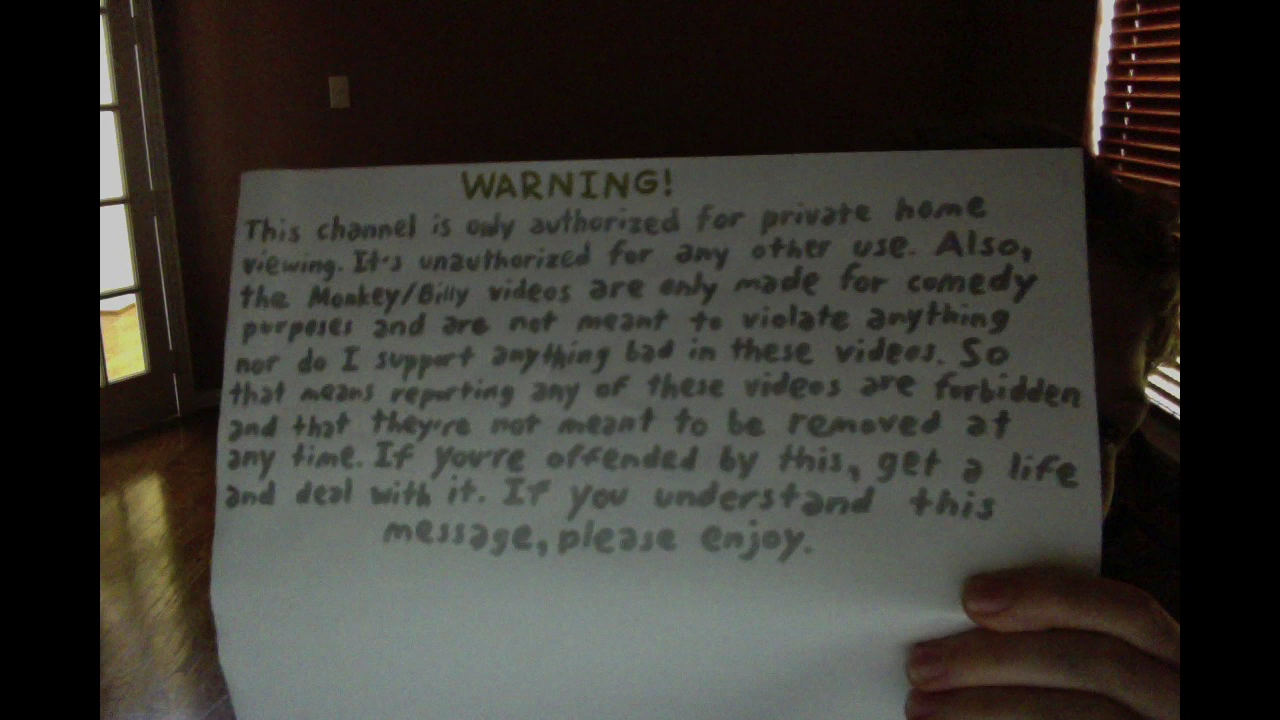 WARNING!
This channel is only authorized for private home
viewing. It's unauthorized for any other use. Also,
the Monkey/Billy videos are only made for comedy
purposes and are not meant to violate anything
nor do I support anything bad in these videos. So
that means reporting any of these videos are forbidden
and that they're not meant to be removed at
any time. If you're offended by this, get a life
and deal with it. If you understand this
message, please enjoy.